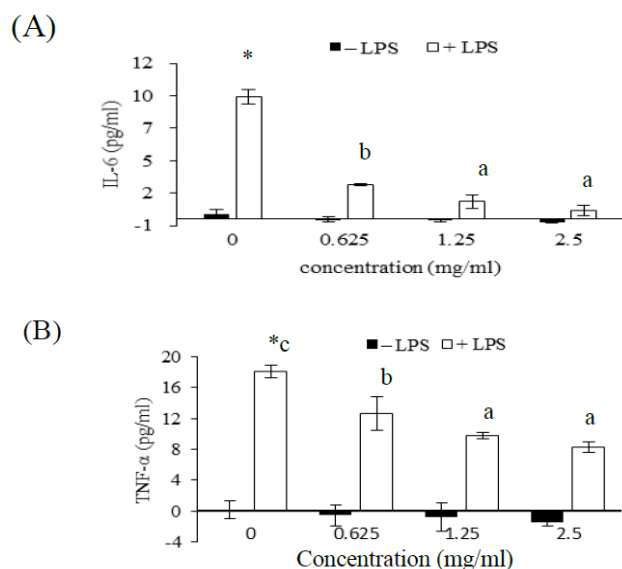 (A)
– LPS + LPS
*
12
10
7
5
2
-1
IL-6 (pg/ml)
b
a
a
0 0.625 1.25 2.5
concentration (mg/ml)
(B)
– LPS + LPS
*c
20
16
12
8
4
0
-4
TNF-α (pg/ml)
b
a
a
0 0.625 1.25 2.5
Concentration (mg/ml)